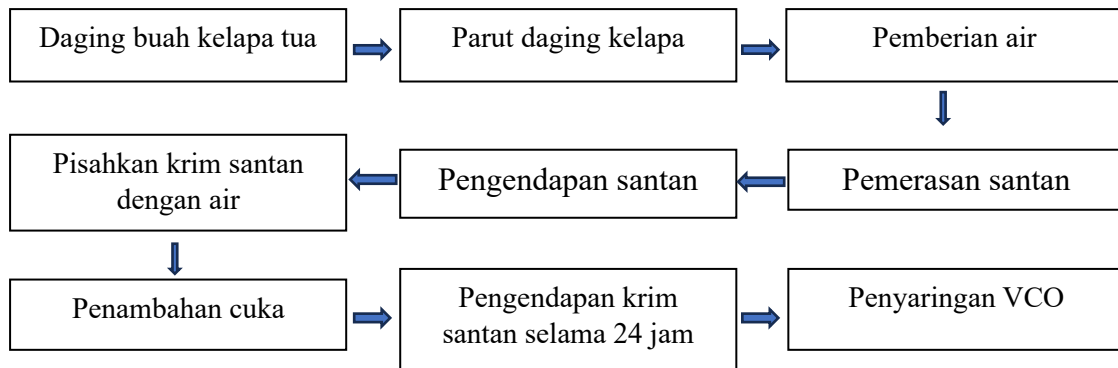 Daging buah kelapa tua
Parut daging kelapa
Pemberian air
Pemerasan santan
Pengendapan santan
Pisahkan krim santan
dengan air
Penambahan cuka
Pengendapan krim
santan selama 24 jam
Penyaringan VCO